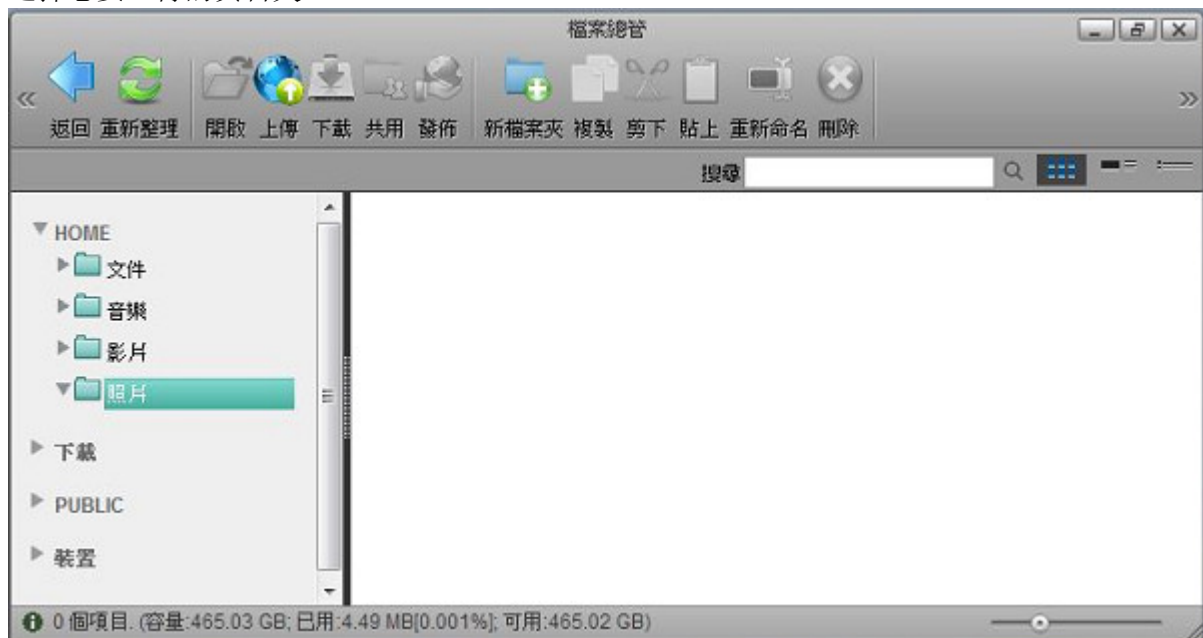 檔案總管
返回 重新整理 開啟 上傳 下載 共用 發佈 新檔案夾 複製 剪下 貼上 重新命名 刪除
搜尋
HOME
文件
音樂
影片
照片
下載
PUBLIC
裝置
0 個項目. (容量:465.03 GB; 已用:4.49 MB[0.001%]; 可用:465.02 GB)